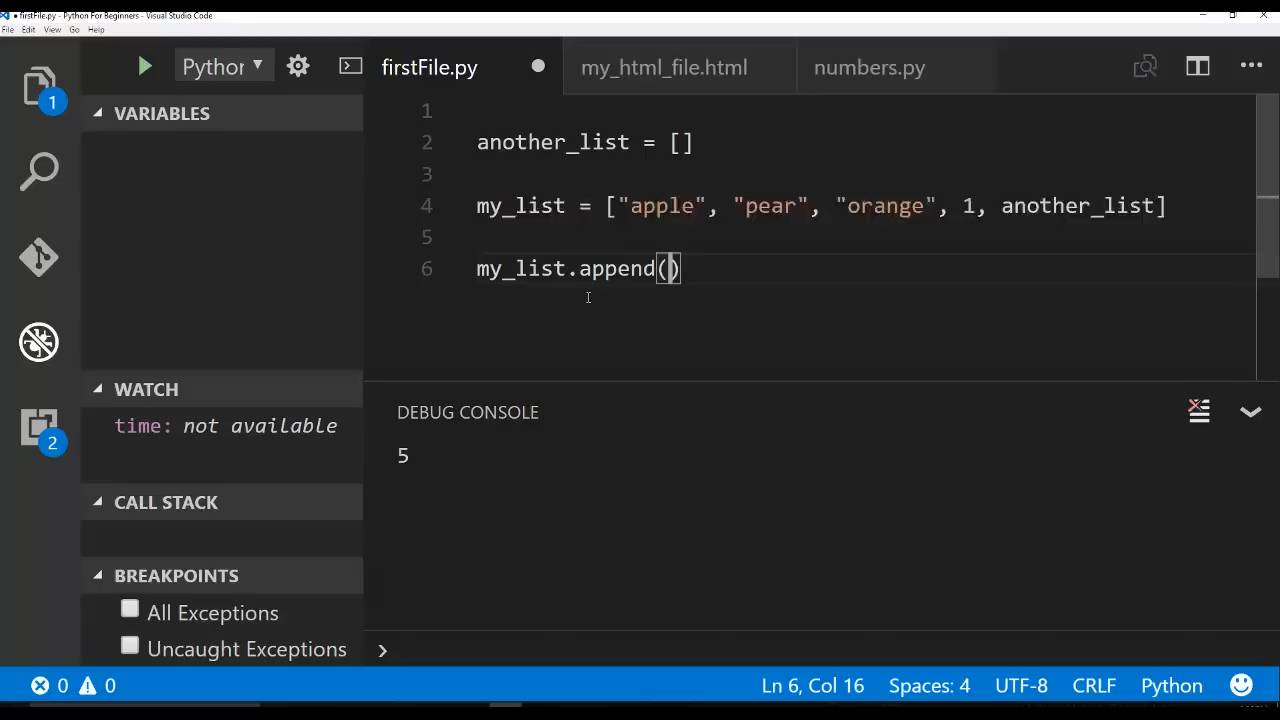 • firstFile.py - Python For Beginners - Visual Studio Code
File Edit View Go Help
Python firstFile.py my_html_file.html numbers.py
1
VARIABLES
2 another_list = []
3
4 my_list = ["apple", "pear", "orange", 1, another_list]
5
6 my_list.append()
WATCH
time: not available
DEBUG CONSOLE
5
CALL STACK
BREAKPOINTS
All Exceptions
Uncaught Exceptions
1
2
0 0 Ln 6, Col 16 Spaces: 4 UTF-8 CRLF Python